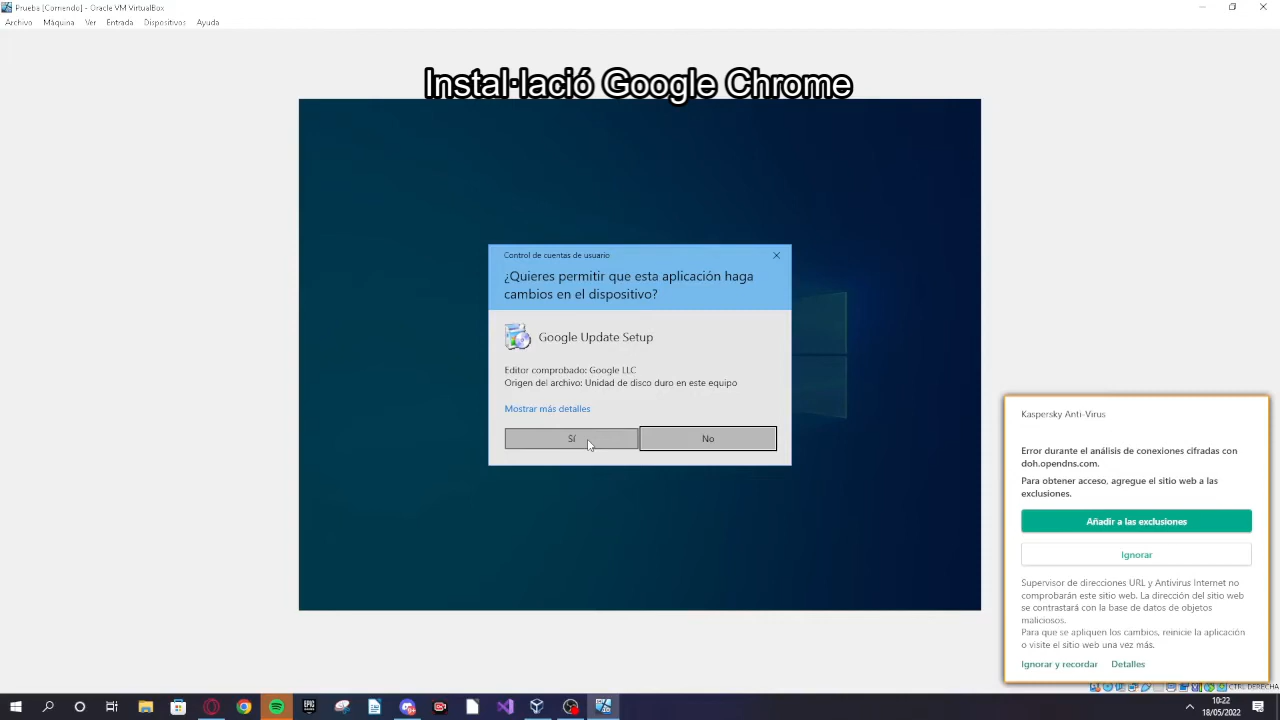 Prueba [Corriendo] - Oracle VM VirtualBox
Archivo Máquina Ver Entrada Dispositivos Ayuda
Instal·lació Google Chrome
Control de cuentas de usuario
¿Quieres permitir que esta aplicación haga
cambios en el dispositivo?
Google Update Setup
Editor comprobado: Google LLC
Origen del archivo: Unidad de disco duro en este equipo
Mostrar más detalles
Sí
No
Kaspersky Anti-Virus
Error durante el análisis de conexiones cifradas con
doh.opendns.com.
Para obtener acceso, agregue el sitio web a las
exclusiones.
Añadir a las exclusiones
Ignorar
Supervisor de direcciones URL y Antivirus Internet no
comprobarán este sitio web. La dirección del sitio web
se contrastará con la base de datos de objetos
maliciosos.
Para que se apliquen los cambios, reinicie la aplicación
o visite el sitio web una vez más.
Ignorar y recordar Detalles
CTRL DERECHA
10:22
18/05/2022